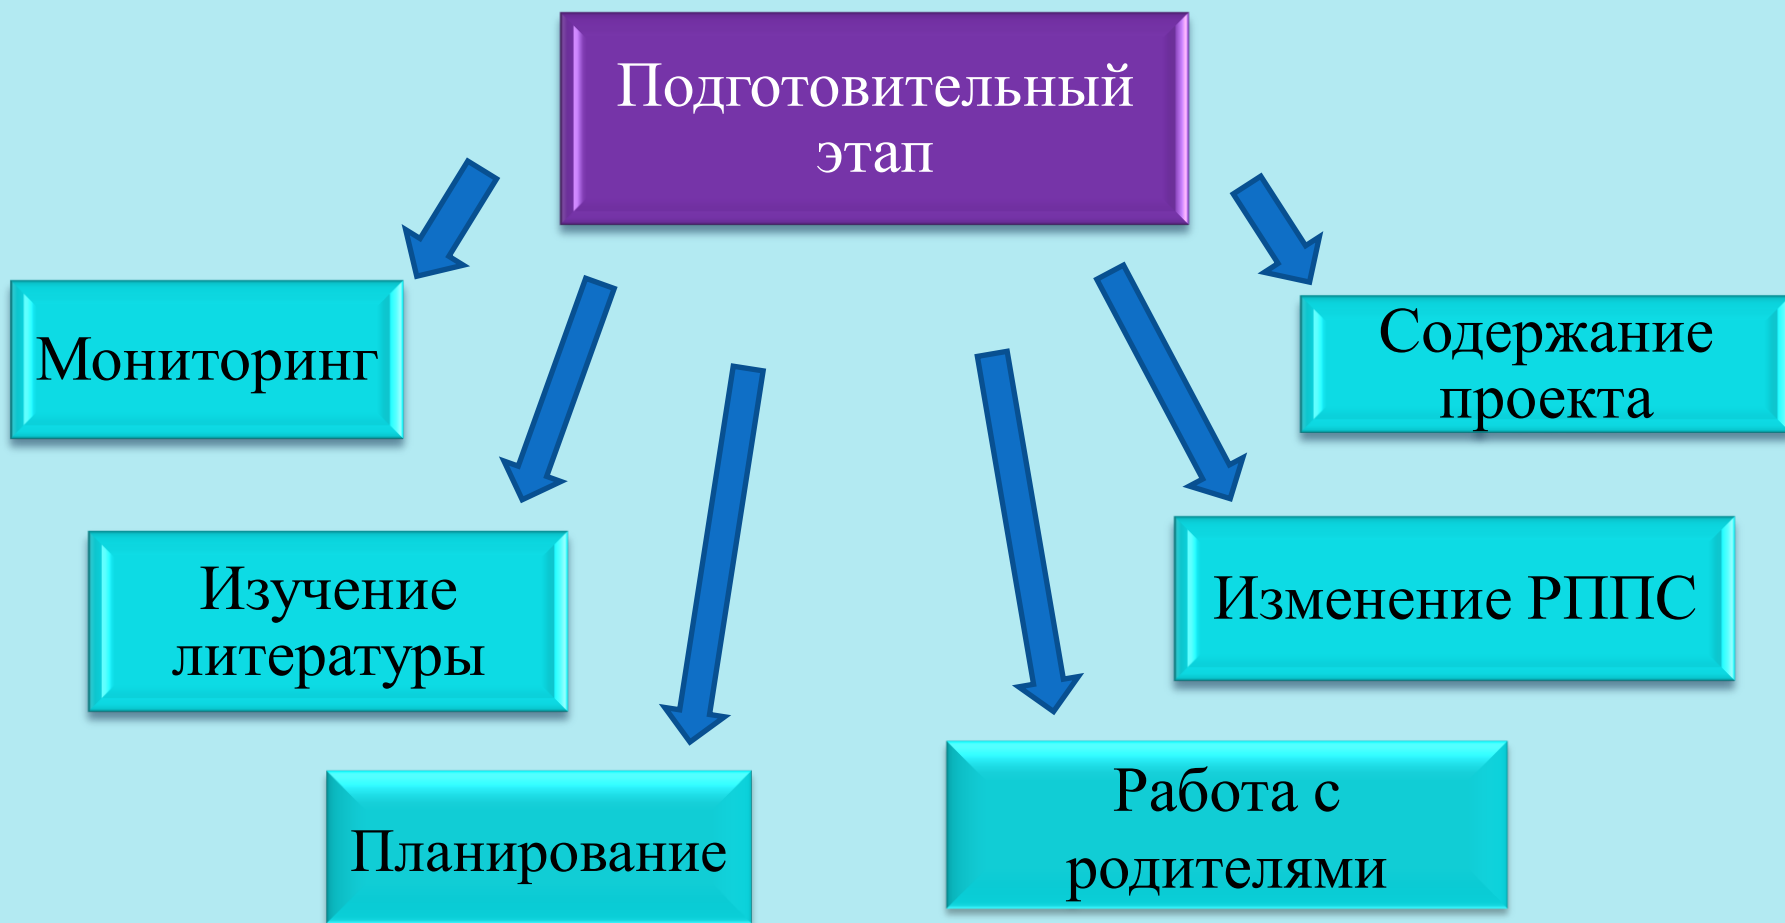 Подготовительный
этап
Мониторинг
Содержание
проекта
Изучение
литературы
Изменение РППС
Планирование
Работа с
родителями